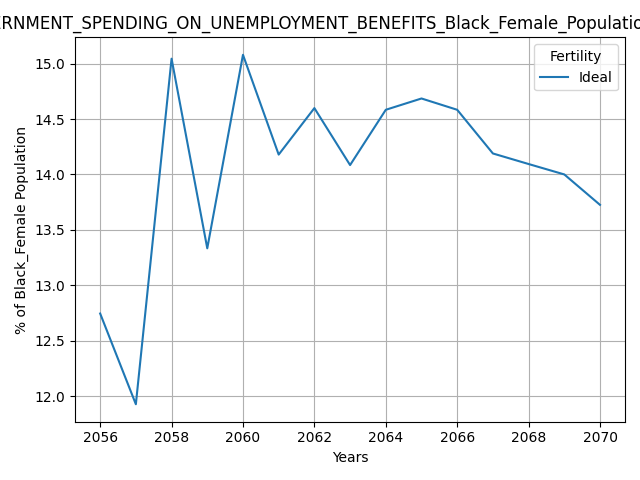 ERNMENT_SPENDING_ON_UNEMPLOYMENT_BENEFITS_Black_Female_Populatio
Fertility
Ideal
15.0
14.5
14.0
13.5
13.0
12.5
12.0
% of Black_Female Population
2056 2058 2060 2062 2064 2066 2068 2070
Years